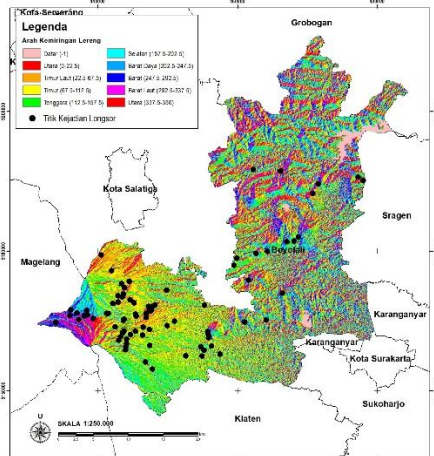 Kota Semarang
Grobogan
Legenda
Arah Kemiringan Lereng
Datar (-1)
Utara (0-22.5)
Timur Laut (22.5-67.5)
Timur (67.5-112.5)
Tenggara (112.5-157.5)
Selatan (157.5-202.5)
Barat Daya (202.5-247.5)
Barat (247.5-292.5)
Barat Laut (292.5-337.5)
Utara (337.5-360)
Titik Kejadian Longsor
Kota Salatiga
Sragen
Magelang
Boyolali
Karanganyar
Karanganyar
Kota Surakarta
Sukoharjo
Klaten
U
SKALA 1:250.000